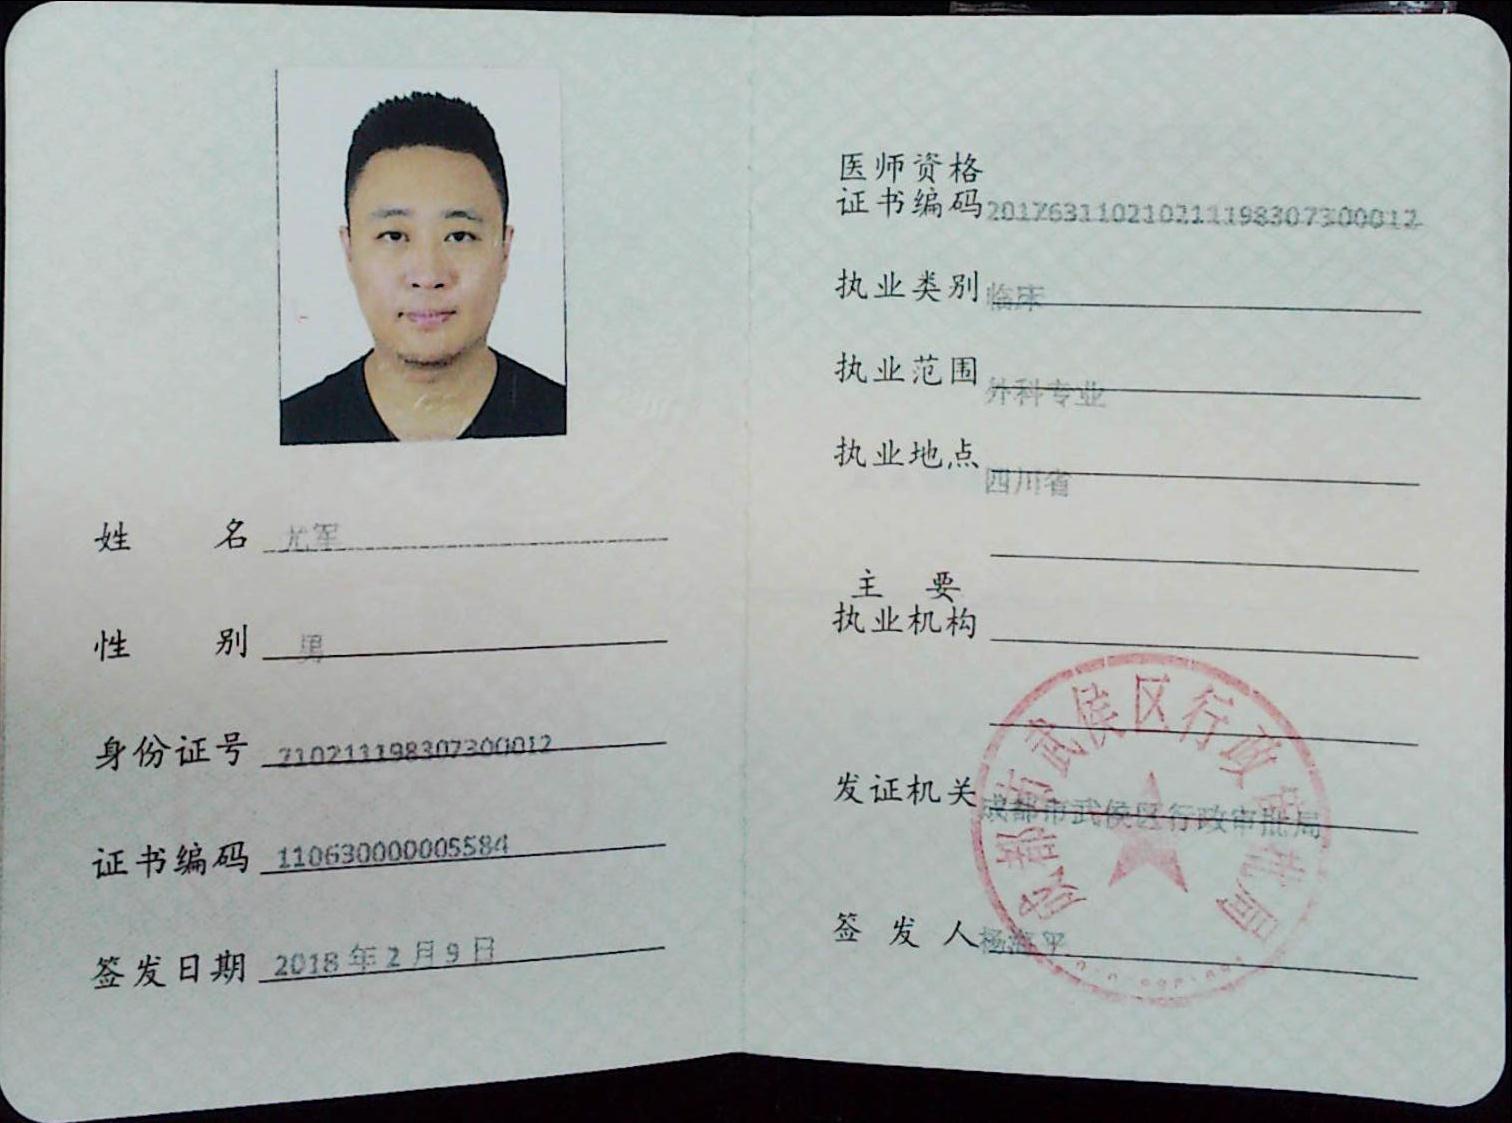 姓名 尤军
性别 男
身份证号 210211198307300012
证书编码 110630000005584
签发日期 2018年2月9日
医师资格
证书编码 201763110210211198307300012
执业类别 临床
执业范围 外科专业
执业地点 四川省
主要
执业机构
发证机关 成都市武侯区行政审批局
签发人 杨海平
成都市武侯区行政审批局